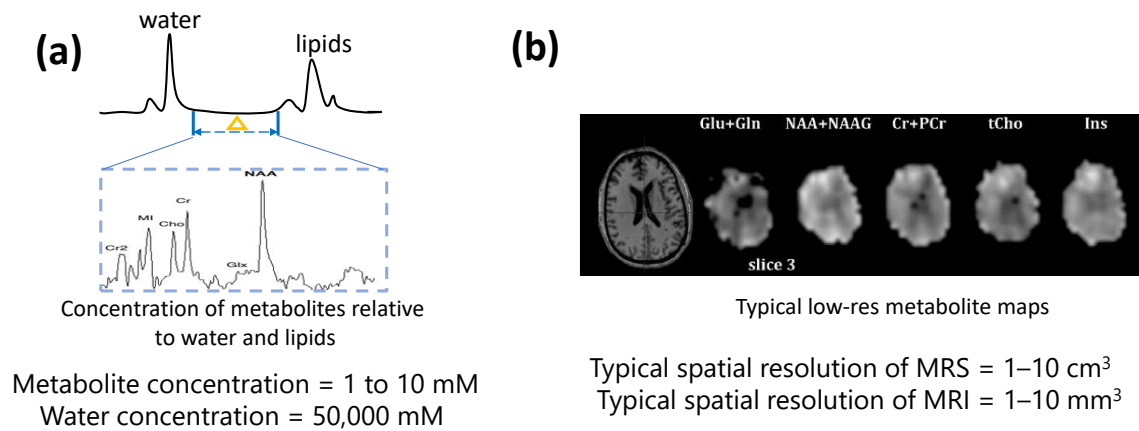 (a)
water
lipids
Cr2
MI
Cho
Cr
Glx
NAA
Concentration of metabolites relative
to water and lipids
Metabolite concentration = 1 to 10 mM
Water concentration = 50,000 mM
(b)
Glu+Gln NAA+NAAG Cr+PCr tCho Ins
slice 3
Typical low-res metabolite maps
Typical spatial resolution of MRS = 1–10 cm³
Typical spatial resolution of MRI = 1–10 mm³